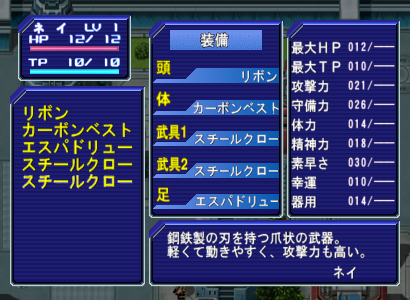 ネイ LV 1
HP 12/ 12
TP 10/ 10
リボン
カーボンベスト
エスパドリュー
スチールクロー
スチールクロー
装備
頭 リボン
体 カーボンベスト
武具1 スチールクロー
武具2 スチールクロー
足 エスパドリュー
最大HP 012/──
最大TP 010/──
攻撃力 021/──
守備力 026/──
体力 014/──
精神力 018/──
素早さ 030/──
幸運 010/──
器用 014/──
鋼鉄製の刃を持つ爪状の武器。
軽くて動きやすく、攻撃力も高い。
ネイ